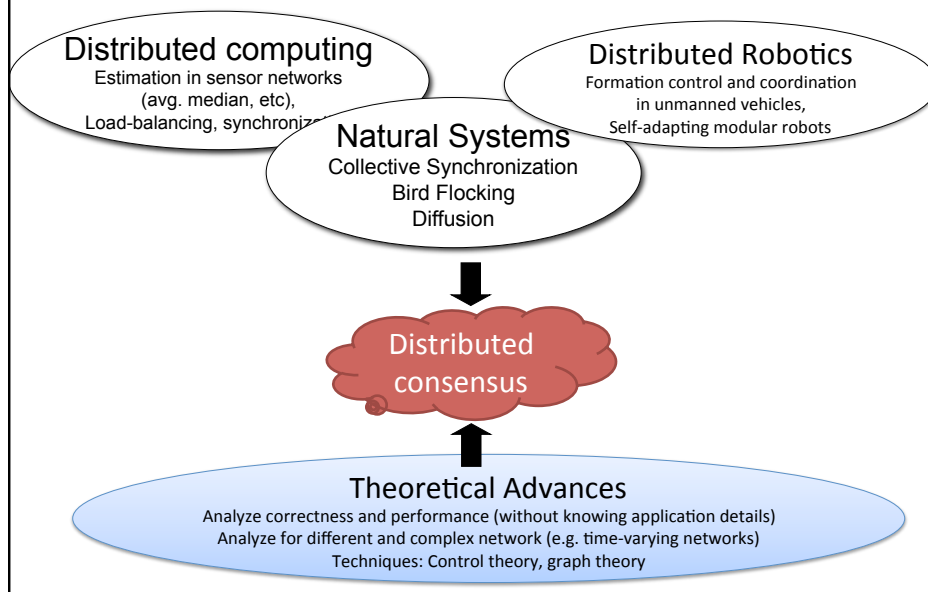 Distributed computing
Estimation in sensor networks
(avg. median, etc),
Load-balancing,
Distributed Robotics
Formation control and coordination
in unmanned vehicles,
Self-adapting modular robots
Natural Systems
Collective Synchronization
Bird Flocking
Diffusion
Distributed
consensus
Theoretical Advances
Analyze correctness and performance (without knowing application details)
Analyze for different and complex network (e.g. time-varying networks)
Techniques: Control theory, graph theory